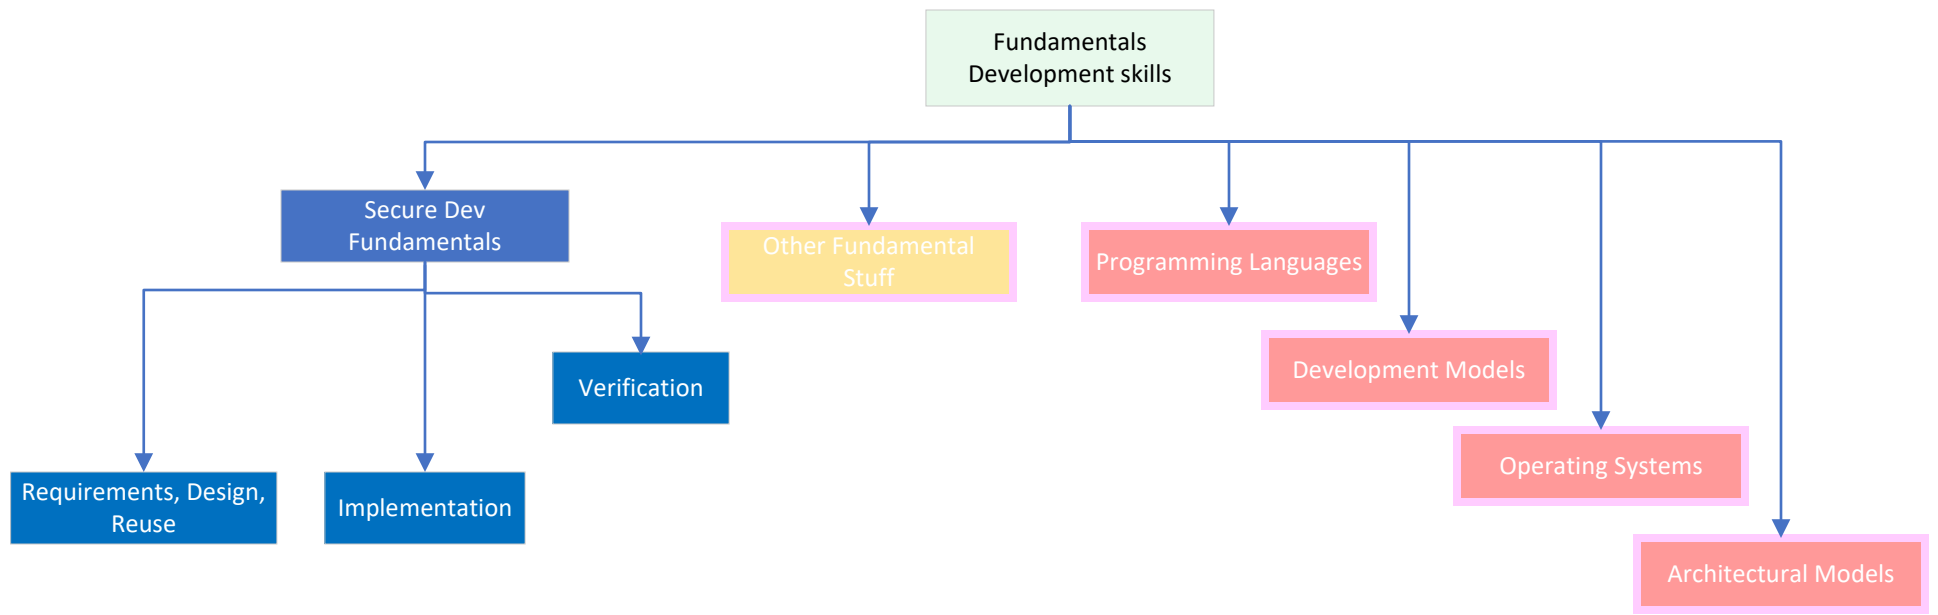 Fundamentals
Development skills
Secure Dev
Fundamentals
Other Fundamental
Stuff
Programming Languages
Development Models
Verification
Operating Systems
Requirements, Design,
Reuse
Implementation
Architectural Models